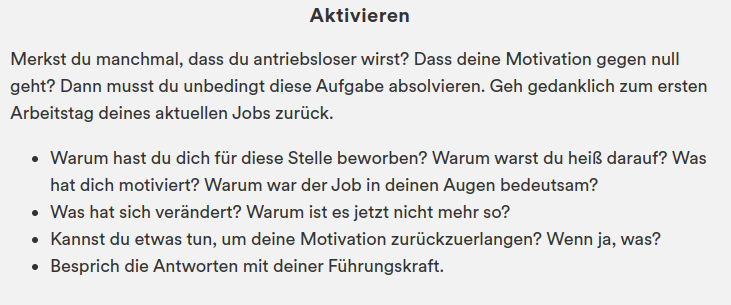 Aktivieren
Merkst du manchmal, dass du antriebsloser wirst? Dass deine Motivation gegen null
geht? Dann musst du unbedingt diese Aufgabe absolvieren. Geh gedanklich zum ersten
Arbeitstag deines aktuellen Jobs zurück.
• Warum hast du dich für diese Stelle beworben? Warum warst du heiß darauf? Was
hat dich motiviert? Warum war der Job in deinen Augen bedeutsam?
• Was hat sich verändert? Warum ist es jetzt nicht mehr so?
• Kannst du etwas tun, um deine Motivation zurückzuerlangen? Wenn ja, was?
• Besprich die Antworten mit deiner Führungskraft.